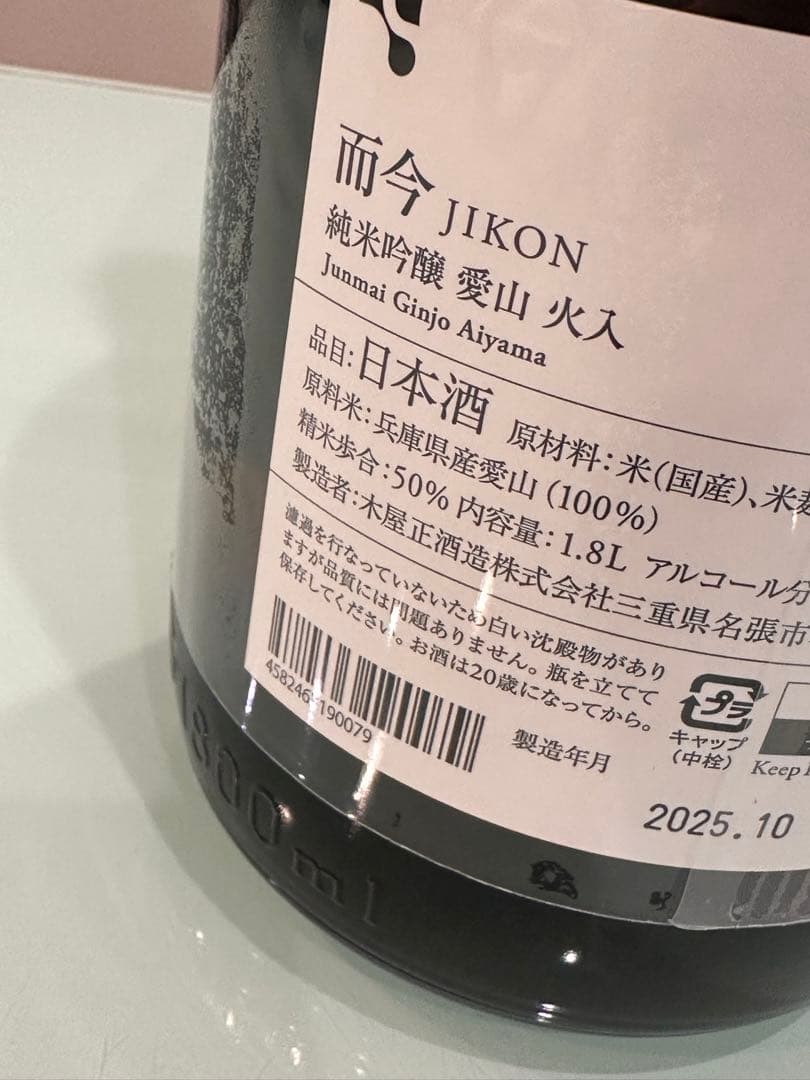 而今 JIKON
純米吟醸 愛山 火入
Junmai Ginjo Aiyama
品目:日本酒 原材料:米(国産)、米麹
原料米:兵庫県産愛山(100%)
精米歩合:50% 内容量:1.8L アルコール分
製造者:木屋正酒造株式会社三重県名張市
濾過を行なっていないため白い沈殿物があり
ますが品質には問題ありません。瓶を立てて
保存してください。お酒は20歳になってから。
プラ
キャップ
(中栓)
Keep
製造年月
2025.10
1800ml